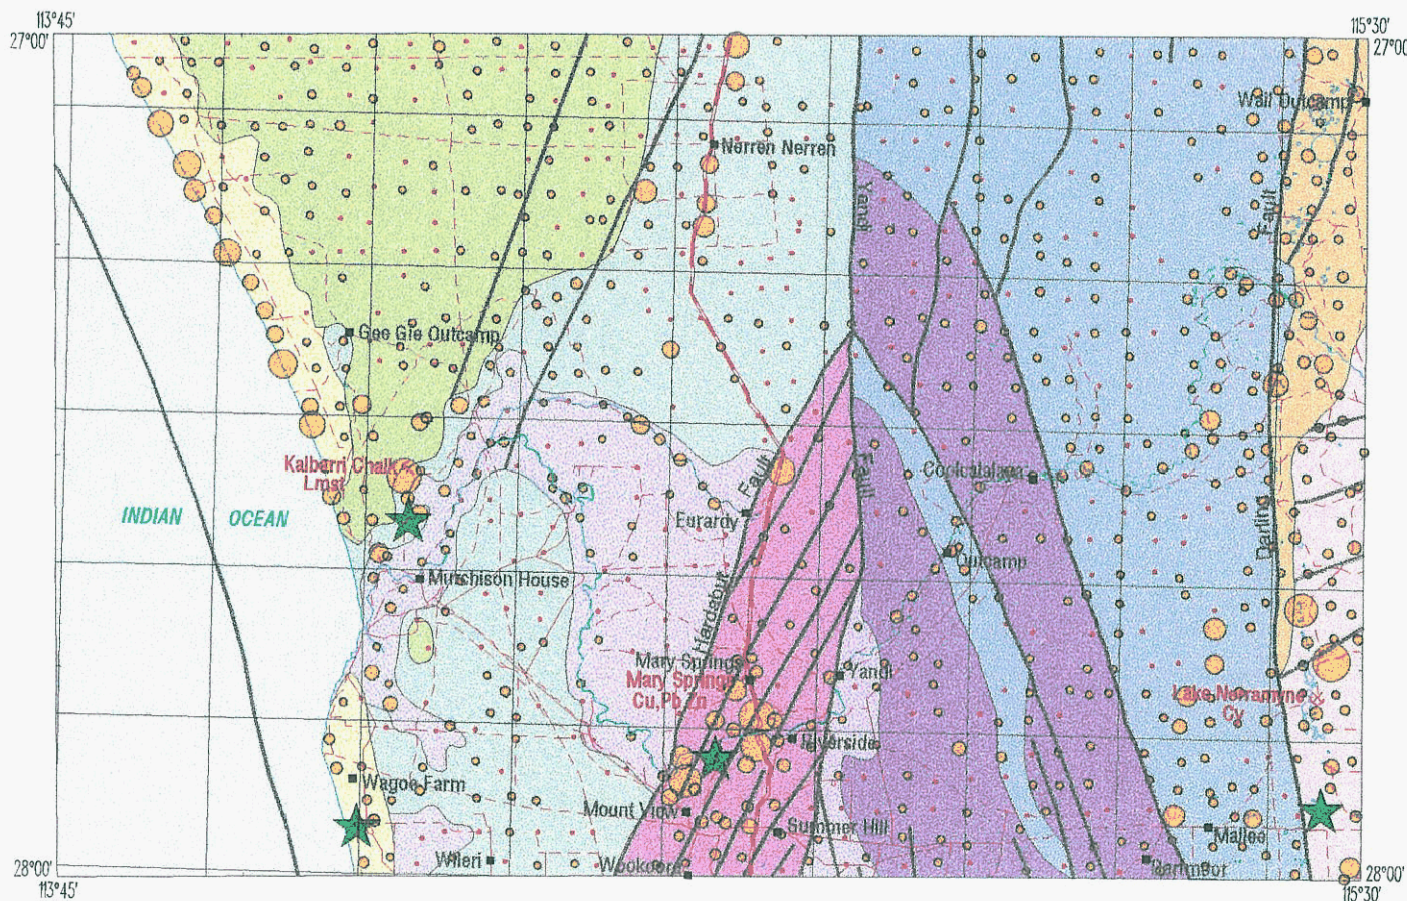 113°45'
115°30'
27°00'
27°00'
Wail Outcamp
Nerren Nerren
Yandi
Fault
Gee Gie Outcamp
Kalbarri Chalk
Lmst
INDIAN OCEAN
Fault
Fault
Coolcalalaya
Eurardy
Darling
Outcamp
Murchison House
Hardabut
Mary Springs
Mary Springs
Cu,Pb,Zn
Yandi
Lake Nerramyne
Cy
Riverside
Wagoe Farm
Mount View
Summer Hill
Mallee
Wileri
28°00'
28°00'
113°45'
115°30'